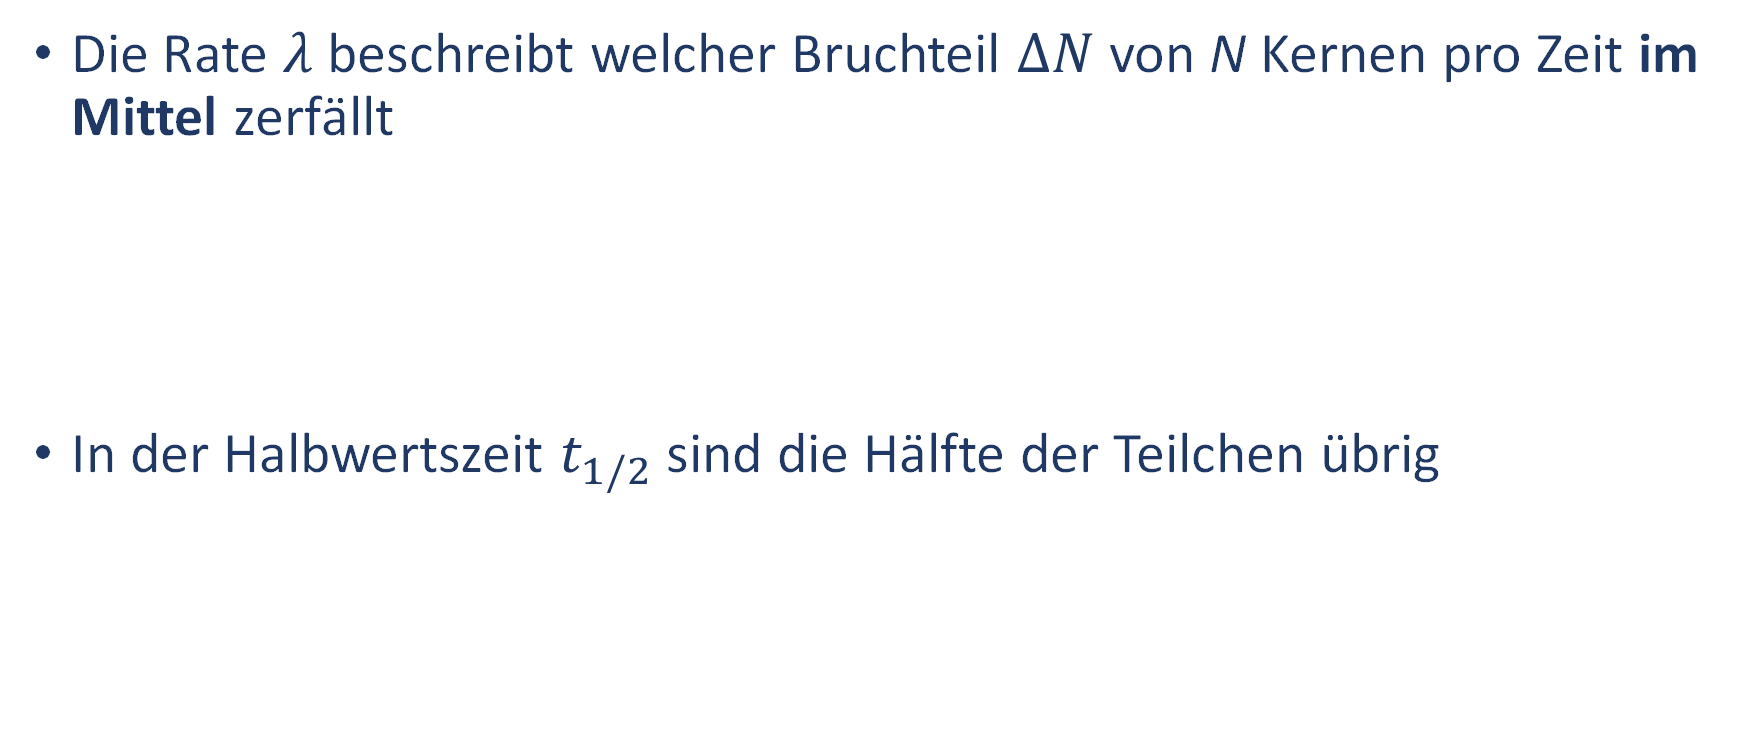 • Die Rate λ beschreibt welcher Bruchteil ΔN von N Kernen pro Zeit im
Mittel zerfällt
• In der Halbwertszeit t₁/₂ sind die Hälfte der Teilchen übrig